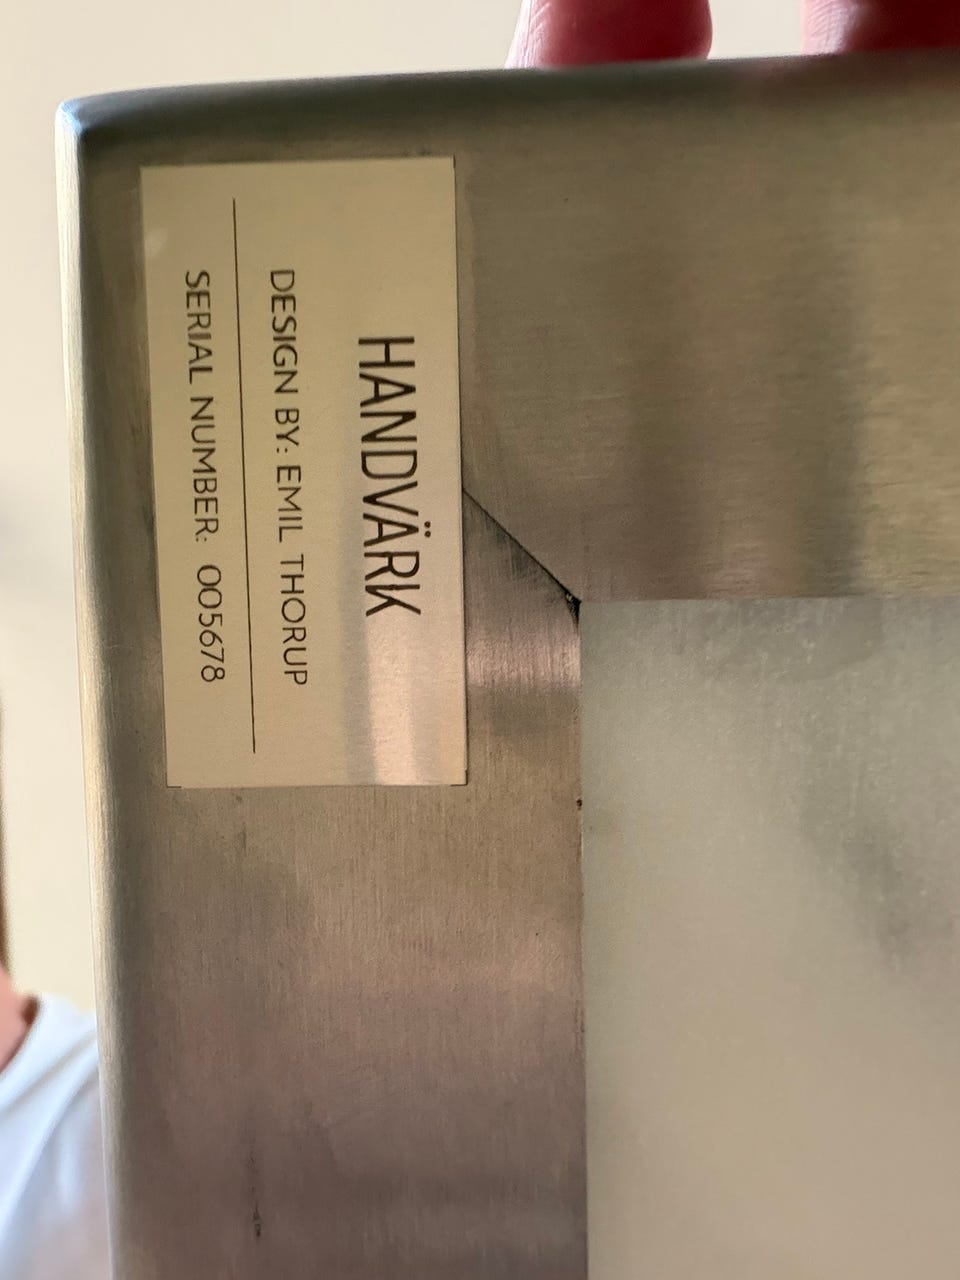 HANDVÄRK
DESIGN BY: EMIL THORUP
SERIAL NUMBER: 005678